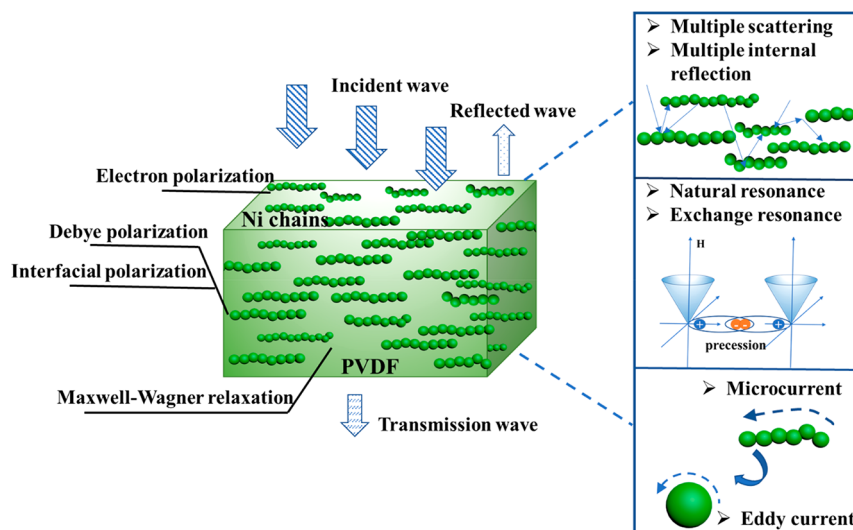 Incident wave
Reflected wave
Electron polarization
Ni chains
Debye polarization
Interfacial polarization
PVDF
Maxwell-Wagner relaxation
Transmission wave
➢ Multiple scattering
➢ Multiple internal
reflection
➢ Natural resonance
➢ Exchange resonance
H
+ − − +
precession
➢ Microcurrent
➢ Eddy current